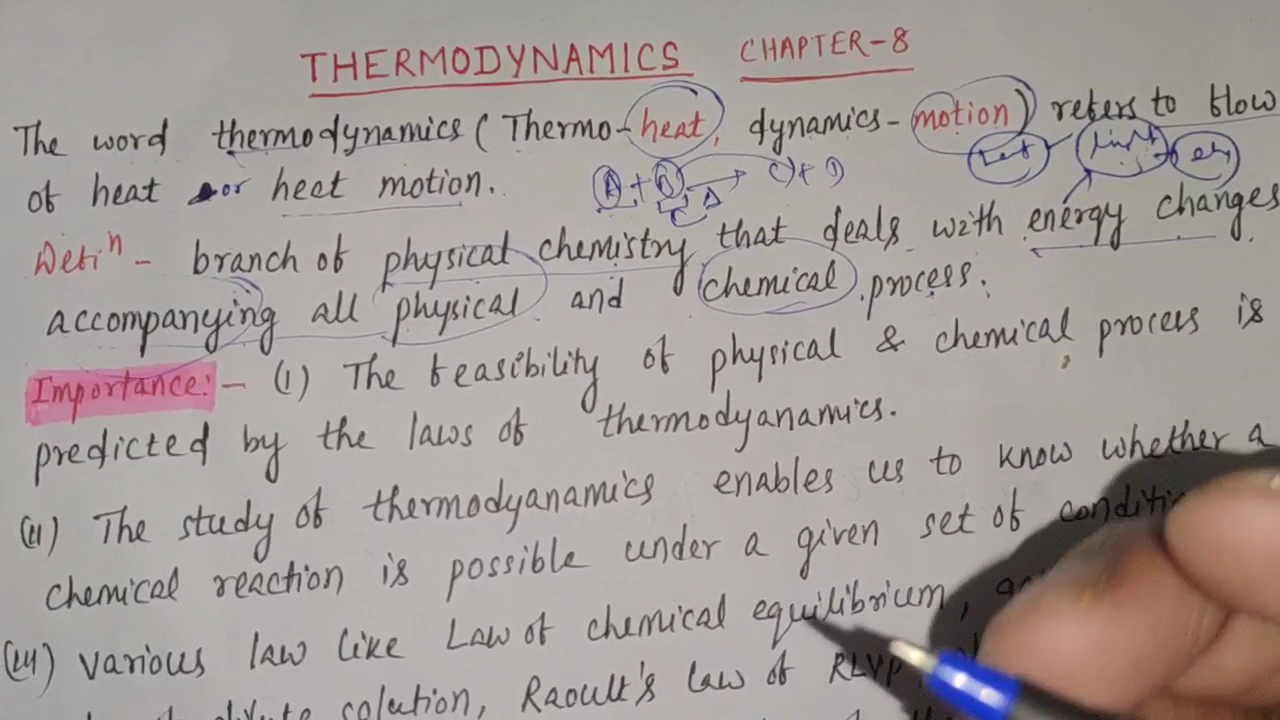 THERMODYNAMICS CHAPTER-8
The word thermodynamics (Thermo-heat, dynamics-motion) refers to flow
of heat or heet motion.
A + B → C + D
Defiⁿ - branch of physical chemistry that deals with energy changes
accompanying all physical and chemical process.
Importance:- (i) The feasibility of physical & chemical process is
predicted by the laws of thermodyanamics.
(ii) The study of thermodyanamics enables us to know whether a
chemical reaction is possible under a given set of
(iii) Various law like Law of chemical equilibrium,
solution, Raoult's law of RLVP